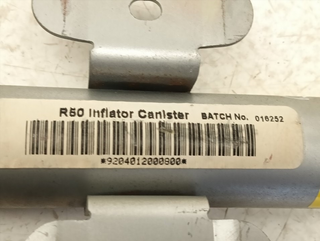 R50 Inflator Canister BATCH No. 016252
*9204012000800*